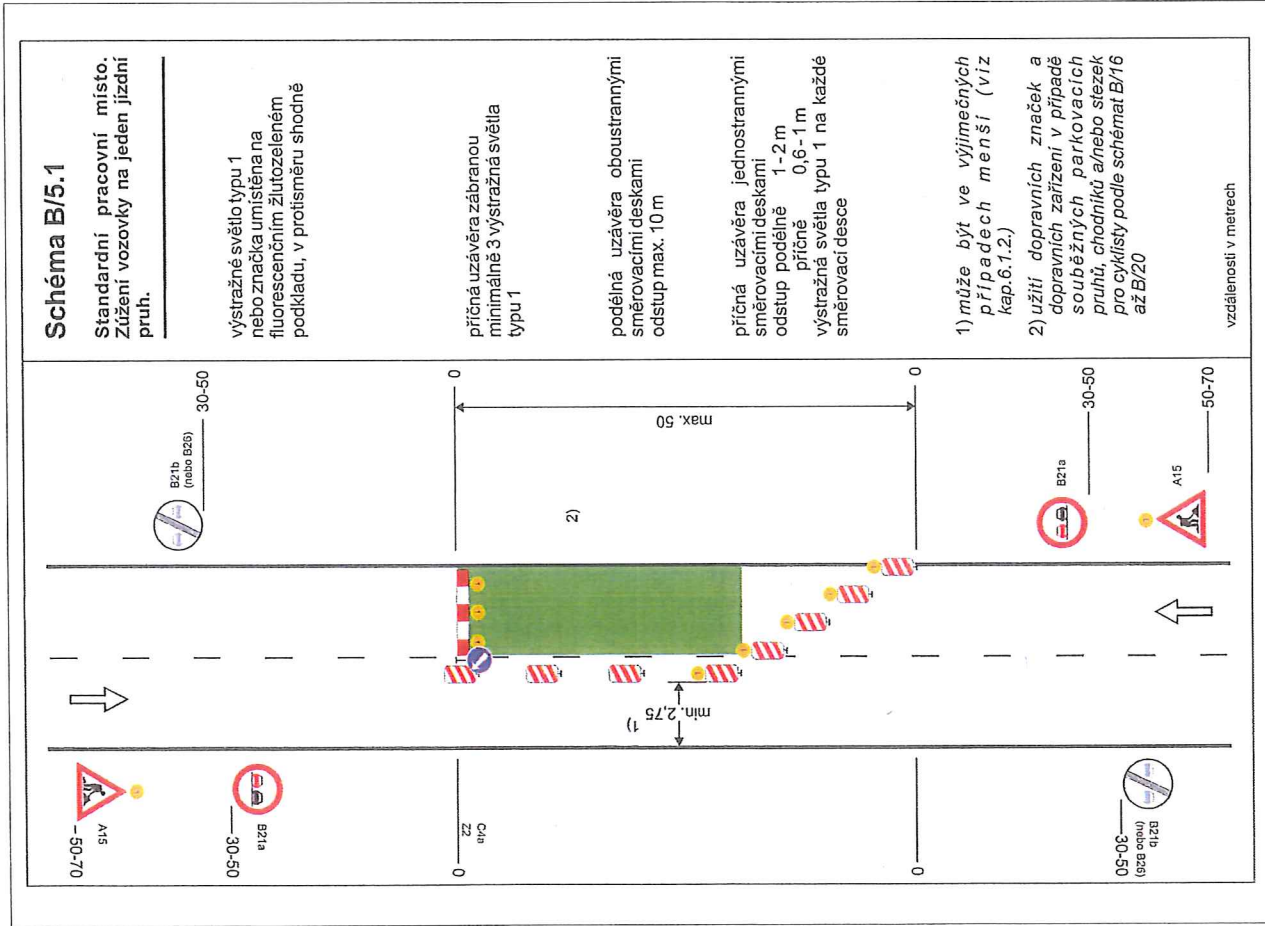 Schéma B/5.1
Standardní pracovní místo.
Zúžení vozovky na jeden jízdní
pruh.
výstražné světlo typu 1
nebo značka umístěna na
fluorescenčním žlutozeleném
podkladu, v protisměru shodně
příčná uzávěra zábranou
minimálně 3 výstražná světla
typu 1
podélná uzávěra oboustrannými
směrovacími deskami
odstup max. 10 m
příčná uzávěra jednostrannými
směrovacími deskami
odstup podélně 1 - 2 m
příčně 0,6 - 1 m
výstražná světla typu 1 na každé
směrovací desce
1) může být ve výjimečných
případech menší (viz
kap.6.1.2.)
2) užití dopravních značek a
dopravních zařízení v případě
souběžných parkovacích
pruhů, chodníků a/nebo stezek
pro cyklisty podle schémat B/16
až B/20
vzdálenosti v metrech
B21b
(nebo B26)
30-50
0
max. 50
2)
0
B21a
30-50
A15
50-70
1)
min. 2,75
A15
50-70
B21a
30-50
0
C4a
Z2
0
B21b
(nebo B26)
30-50